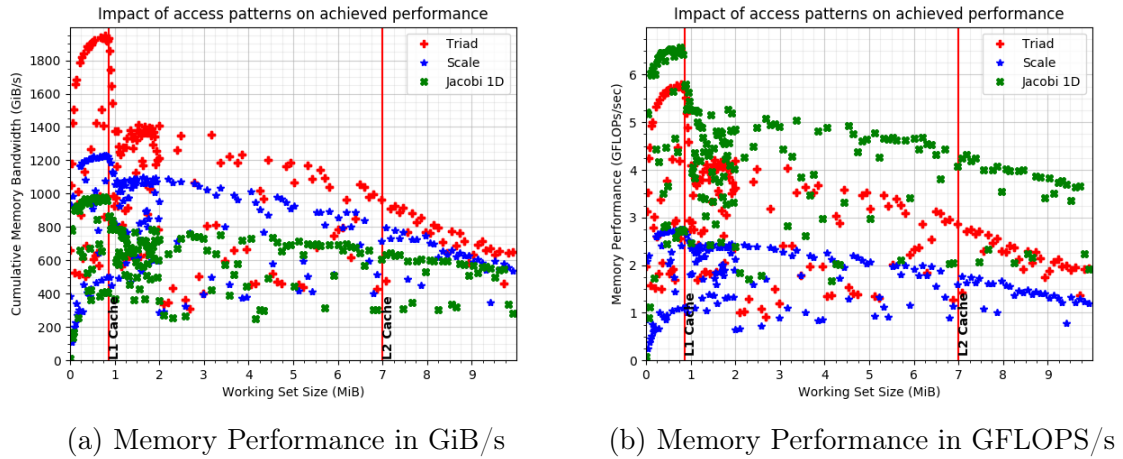 Impact of access patterns on achieved performance
Cumulative Memory Bandwidth (GiB/s)
1800
1600
1400
1200
1000
800
600
400
200
0
Triad
Scale
Jacobi 1D
L1 Cache
L2 Cache
0 1 2 3 4 5 6 7 8 9
Working Set Size (MiB)
(a) Memory Performance in GiB/s
Impact of access patterns on achieved performance
Memory Performance (GFLOPs/sec)
6
5
4
3
2
1
0
Triad
Scale
Jacobi 1D
L1 Cache
L2 Cache
0 1 2 3 4 5 6 7 8 9
Working Set Size (MiB)
(b) Memory Performance in GFLOPS/s